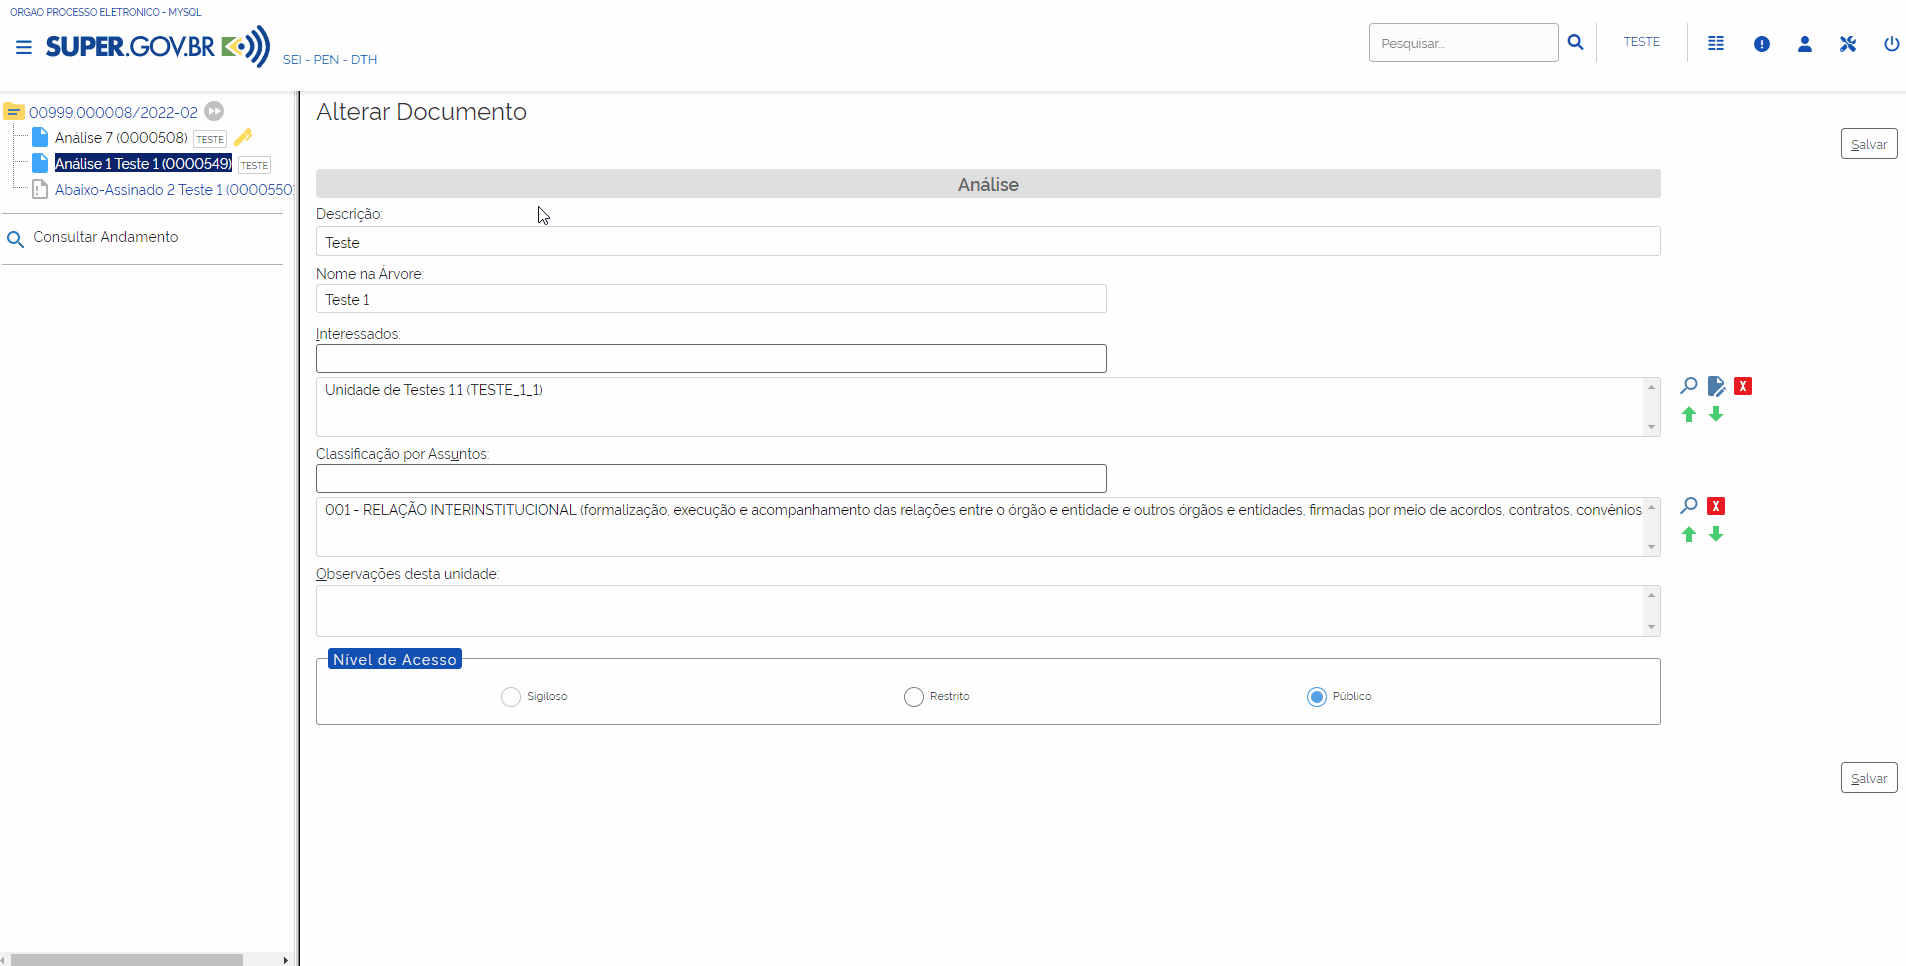 ORGAO PROCESSO ELETRONICO - MYSQL
SUPER.GOV.BR
SEI - PEN - DTH
Pesquisar...
TESTE
00999.000008/2022-02
Análise 7 (0000508) TESTE
Análise 1 Teste 1 (0000549) TESTE
Abaixo-Assinado 2 Teste 1 (0000550)
Consultar Andamento
Alterar Documento
Salvar
Análise
Descrição:
Teste
Nome na Árvore:
Teste 1
Interessados:
Unidade de Testes 1.1 (TESTE_1_1)
Classificação por Assuntos:
001 - RELAÇÃO INTERINSTITUCIONAL (formalização, execução e acompanhamento das relações entre o órgão e entidade e outros órgãos e entidades, firmadas por meio de acordos, contratos, convênios
Observações desta unidade:
Nível de Acesso
Sigiloso
Restrito
Público
Salvar